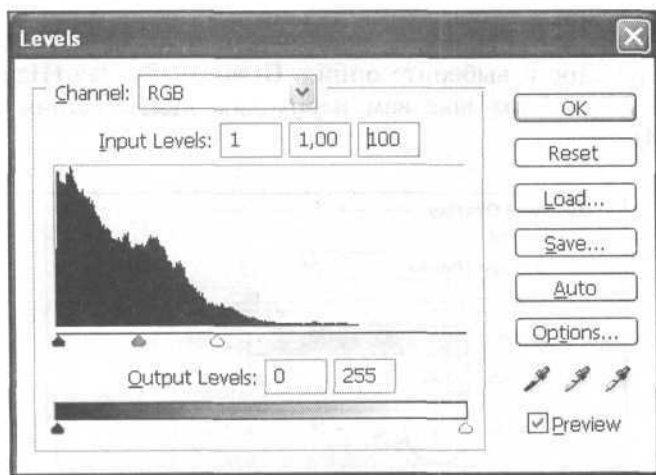 Levels
Channel: RGB
Input Levels: 1 1,00 100
Output Levels: 0 255
OK
Reset
Load...
Save...
Auto
Options...
Preview